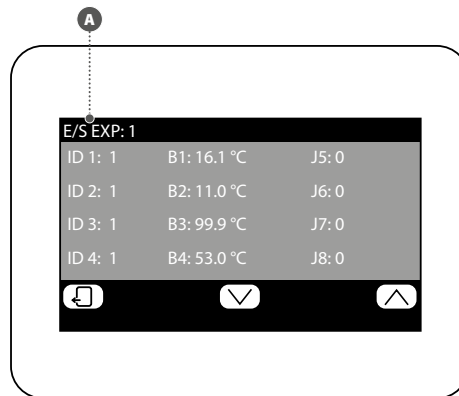 A
E/S EXP: 1
ID 1: 1 B1: 16.1 °C J5: 0
ID 2: 1 B2: 11.0 °C J6: 0
ID 3: 1 B3: 99.9 °C J7: 0
ID 4: 1 B4: 53.0 °C J8: 0